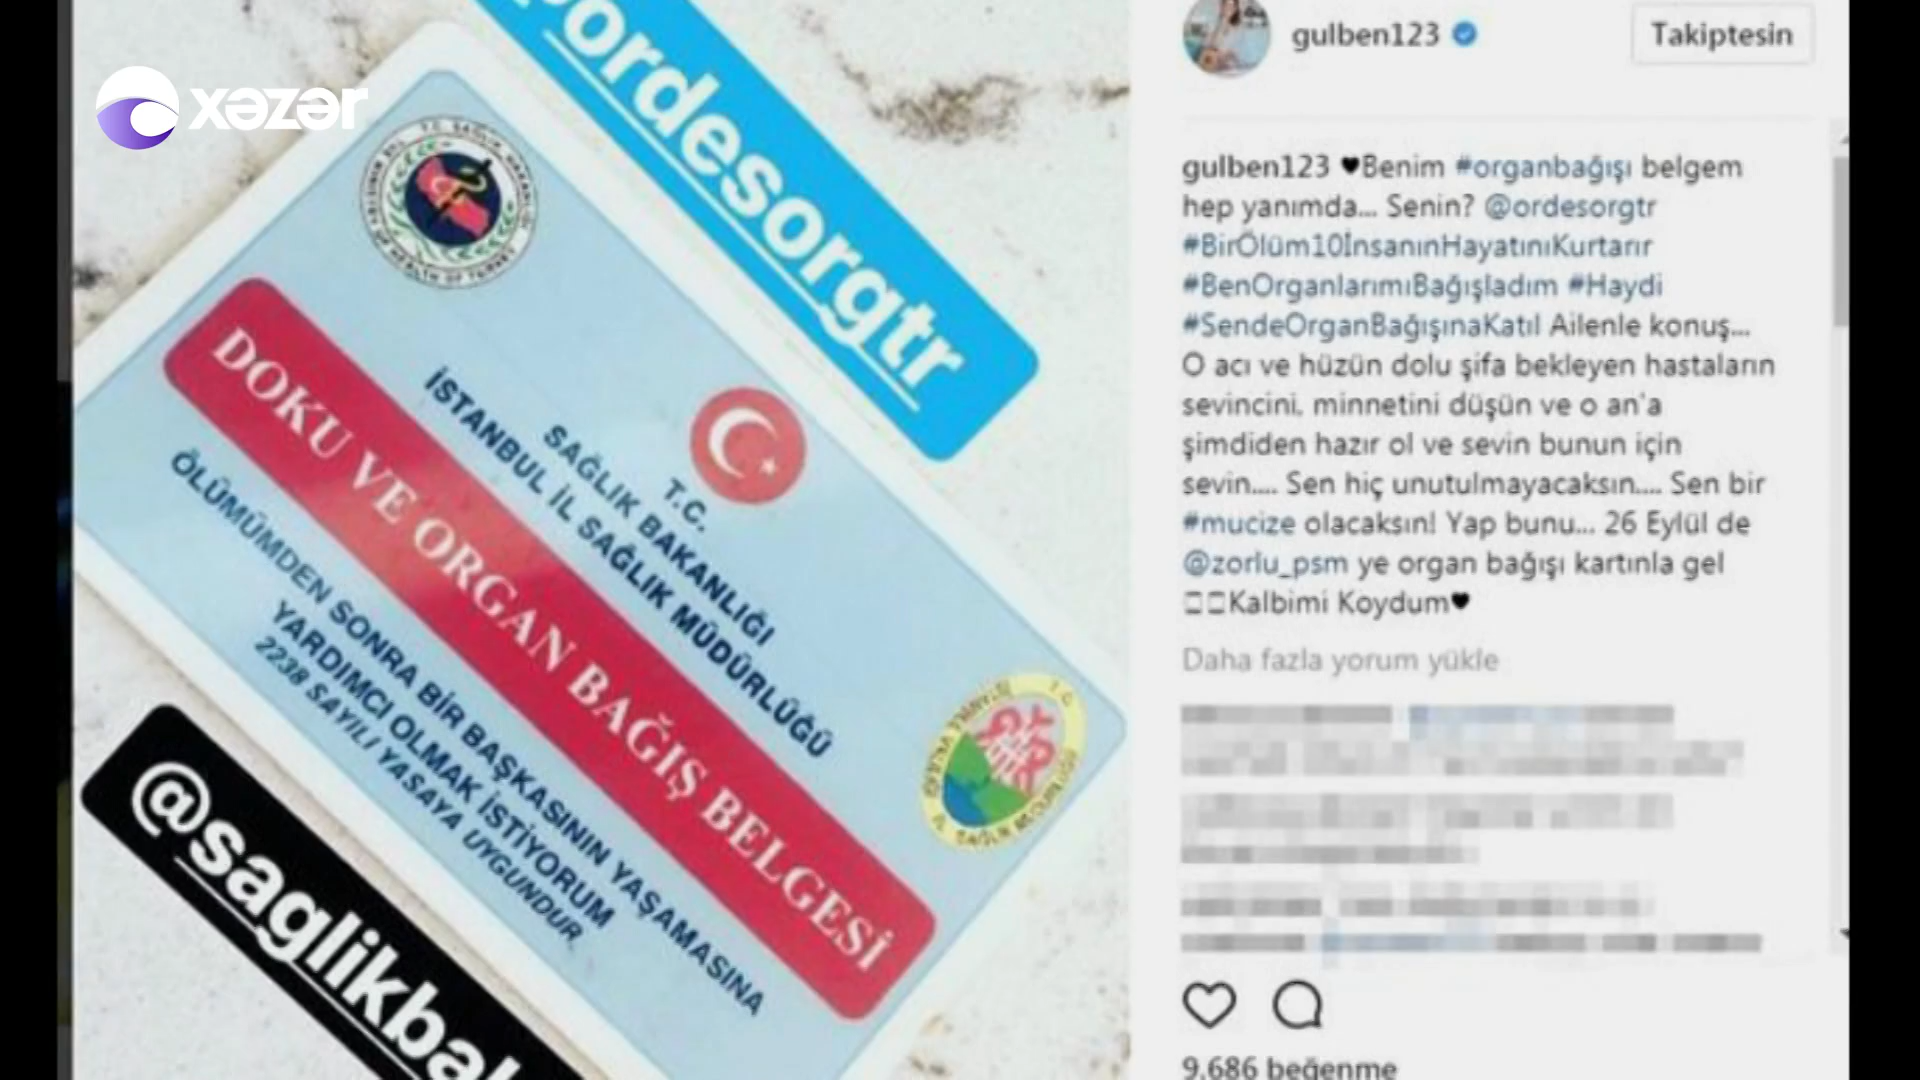 xəzər
@ordesorgtr
T.C.
SAĞLIK BAKANLIĞI
İSTANBUL İL SAĞLIK MÜDÜRLÜĞÜ
DOKU VE ORGAN BAĞIŞ BELGESİ
ÖLÜMÜMDEN SONRA BİR BAŞKASININ YAŞAMASINA
YARDIMCI OLMAK İSTİYORUM
2238 SAYILI YASAYA UYGUNDUR
@saglikbak
gulben123
Takiptesin
gulben123 ♥Benim #organbağışı belgem
hep yanımda... Senin? @ordesorgtr
#BirÖlüm10İnsanınHayatınıKurtarır
#BenOrganlarımıBağışladım #Haydi
#SendeOrganBağışınaKatıl Ailenle konuş...
O acı ve hüzün dolu şifa bekleyen hastaların
sevincini, minnetini düşün ve o an'a
şimdiden hazır ol ve sevin bunun için
sevin.... Sen hiç unutulmayacaksın.... Sen bir
#mucize olacaksın! Yap bunu... 26 Eylül de
@zorlu_psm ye organ bağışı kartınla gel
Kalbimi Koydum♥
Daha fazla yorum yükle
9.686 beğenme